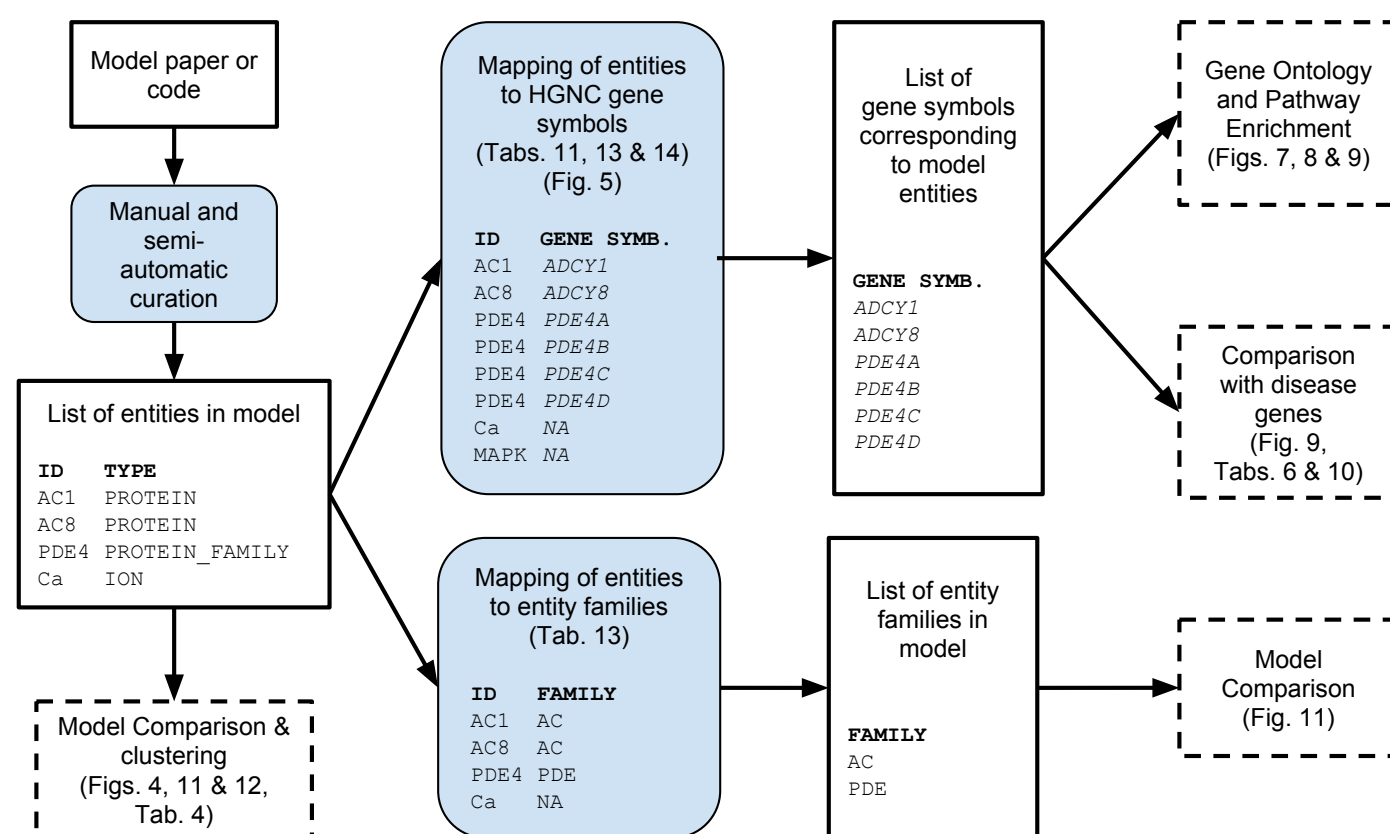 Model paper or
code
Manual and
semi-
automatic
curation
List of entities in model
ID TYPE
AC1 PROTEIN
AC8 PROTEIN
PDE4 PROTEIN_FAMILY
Ca ION
Model Comparison &
clustering
(Figs. 4, 11 & 12,
Tab. 4)
Mapping of entities
to HGNC gene
symbols
(Tabs. 11, 13 & 14)
(Fig. 5)
ID GENE SYMB.
AC1 ADCY1
AC8 ADCY8
PDE4 PDE4A
PDE4 PDE4B
PDE4 PDE4C
PDE4 PDE4D
Ca NA
MAPK NA
Mapping of entities
to entity families
(Tab. 13)
ID FAMILY
AC1 AC
AC8 AC
PDE4 PDE
Ca NA
List of
gene symbols
corresponding
to model
entities
GENE SYMB.
ADCY1
ADCY8
PDE4A
PDE4B
PDE4C
PDE4D
List of entity
families in
model
FAMILY
AC
PDE
Gene Ontology
and Pathway
Enrichment
(Figs. 7, 8 & 9)
Comparison
with disease
genes
(Fig. 9,
Tabs. 6 & 10)
Model
Comparison
(Fig. 11)